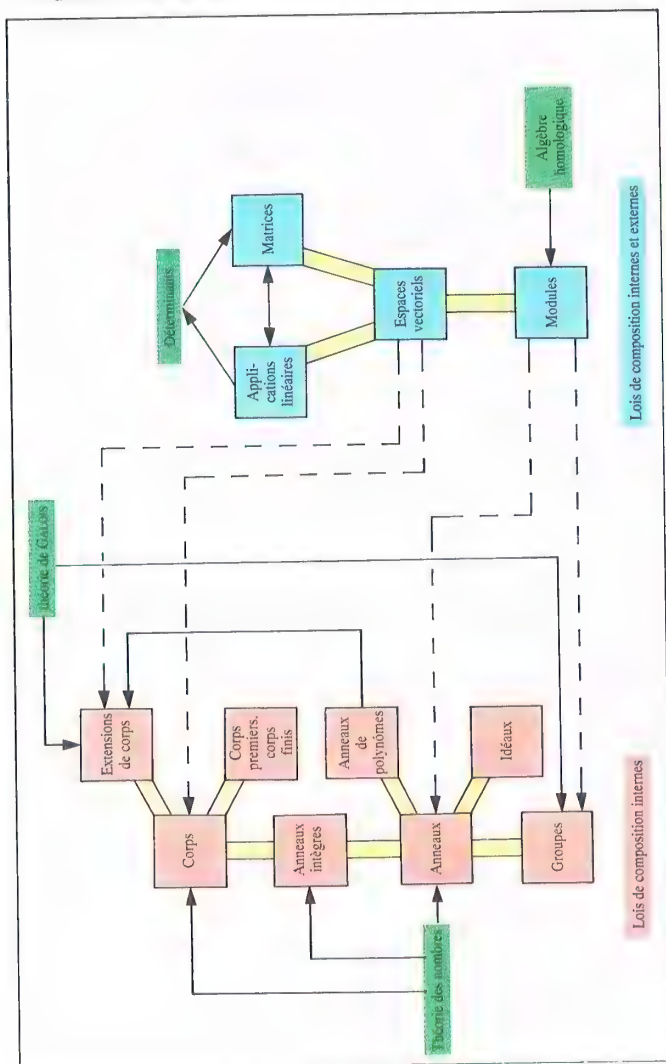 théorie de GALOIS
Extensions
de corps
Corps
Corps
premiers.
corps
finis
Anneaux
intègres
Anneaux
de
polynômes
Anneaux
Idéaux
Groupes
Théorie des nombres
Lois de composition internes
Déterminants
Appli-
cations
linéaires
Matrices
Espaces
vectoriels
Modules
Algèbre
homologique
Lois de composition internes et externes